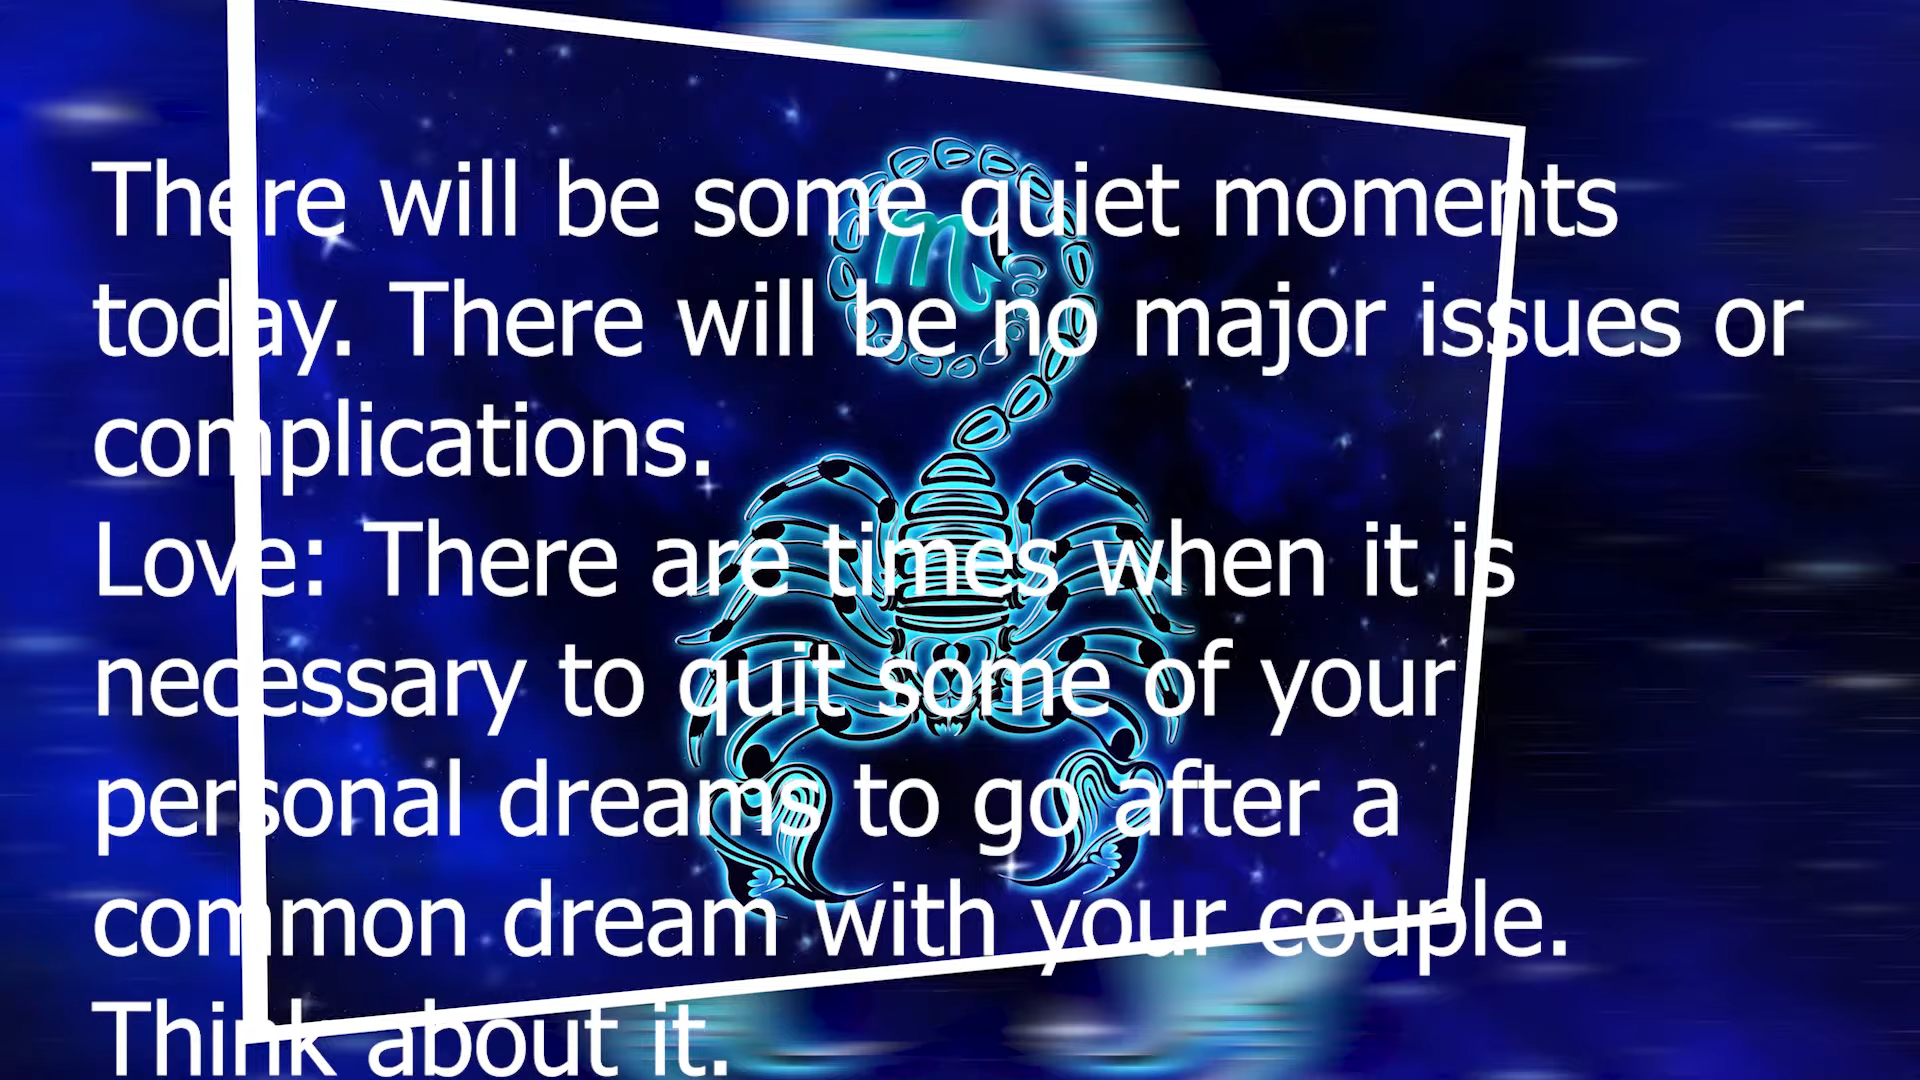 There will be some quiet moments
today. There will be no major issues or
complications.
Love: There are times when it is
necessary to quit some of your
personal dreams to go after a
common dream with your couple.
Think about it.